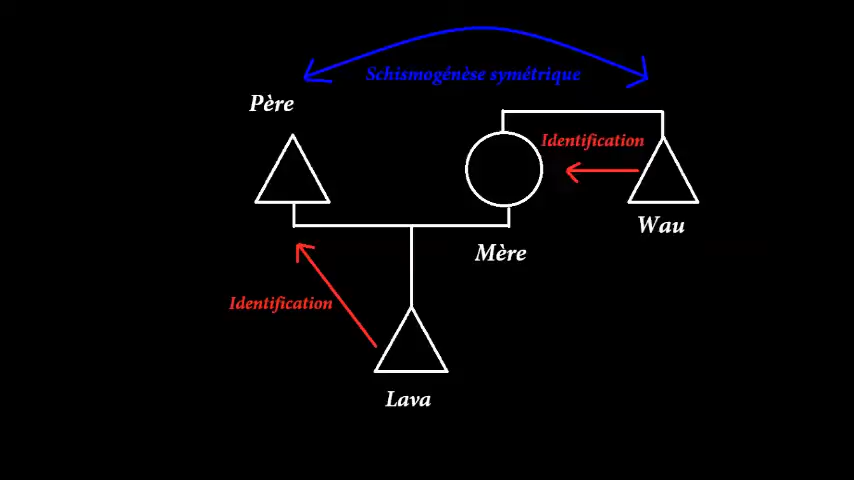 Schismogénèse symétrique
Père
Identification
Wau
Mère
Identification
Lava